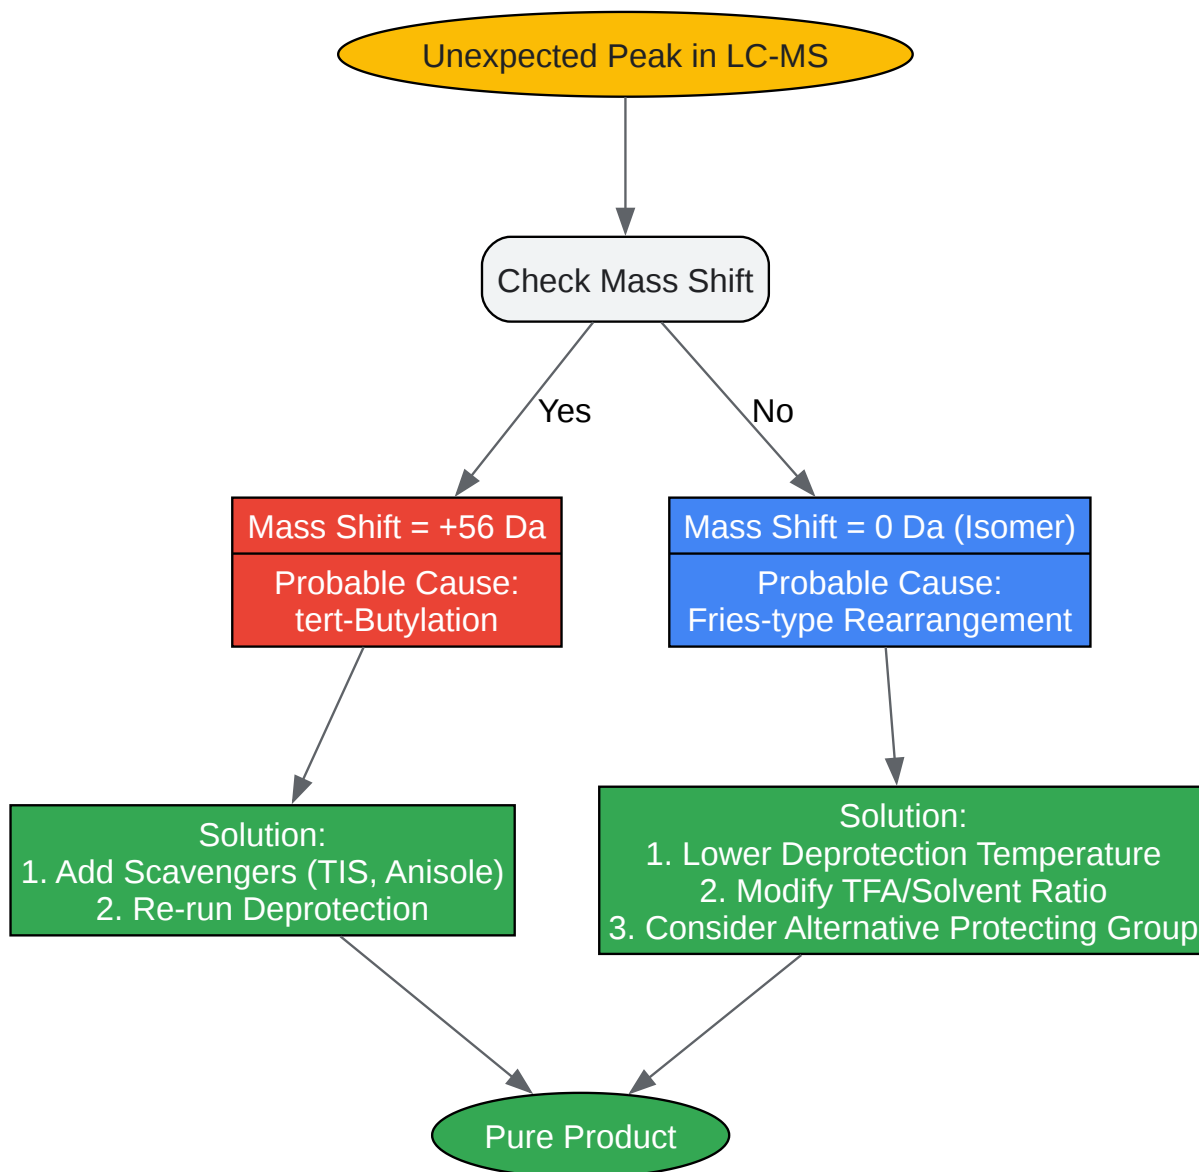 Unexpected Peak in LC-MS
Check Mass Shift
Yes
No
Mass Shift = +56 Da
Probable Cause:
tert-Butylation
Mass Shift = 0 Da (Isomer)
Probable Cause:
Fries-type Rearrangement
Solution:
1. Add Scavengers (TIS, Anisole)
2. Re-run Deprotection
Solution:
1. Lower Deprotection Temperature
2. Modify TFA/Solvent Ratio
3. Consider Alternative Protecting Group
Pure Product